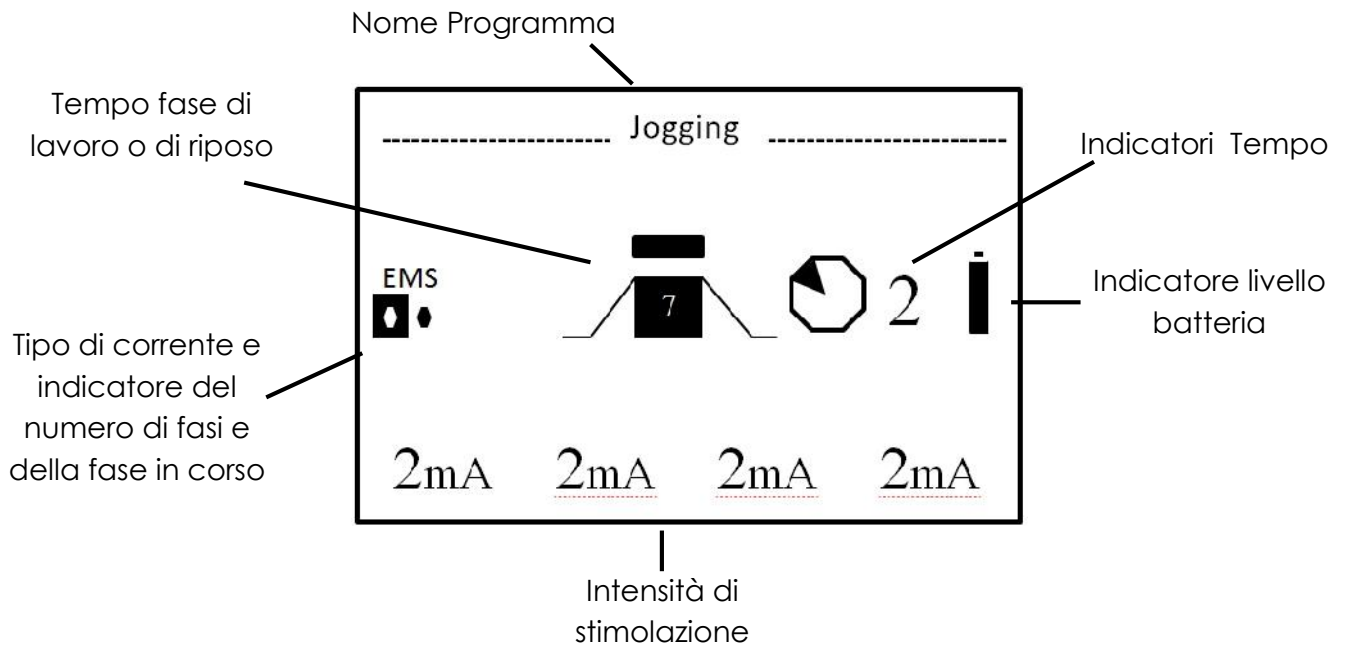 Nome Programma
Tempo fase di
lavoro o di riposo
Jogging
Indicatori Tempo
EMS
7
2
Indicatore livello
batteria
Tipo di corrente e
indicatore del
numero di fasi e
della fase in corso
2mA 2mA 2mA 2mA
Intensità di
stimolazione